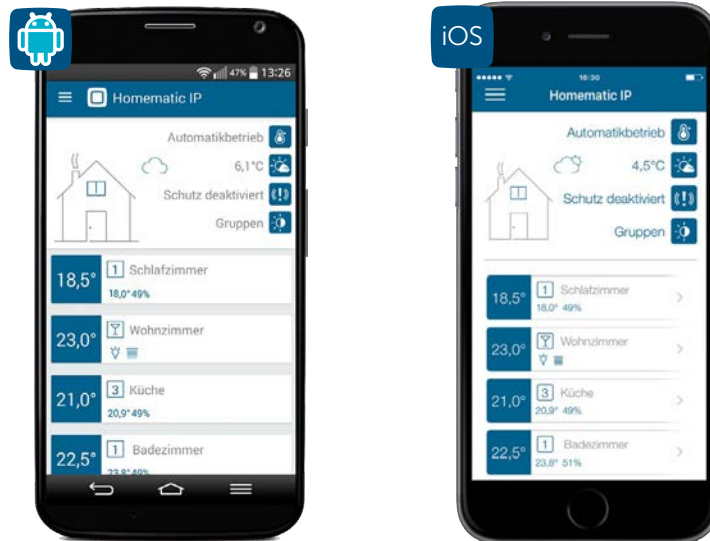 47% 13:26
Homematic IP
Automatikbetrieb
6,1°C
Schutz deaktiviert
Gruppen
18,5° 1 Schlafzimmer
18,0° 49%
23,0° Wohnzimmer
21,0° 3 Küche
20,9° 49%
22,5° 1 Badezimmer
23,8° 49%
iOS
16:30
Homematic IP
Automatikbetrieb
4,5°C
Schutz deaktiviert
Gruppen
18,5° 1 Schlafzimmer
18,0° 49%
23,0° Wohnzimmer
21,0° 3 Küche
20,9° 49%
22,5° 1 Badezimmer
23,8° 51%